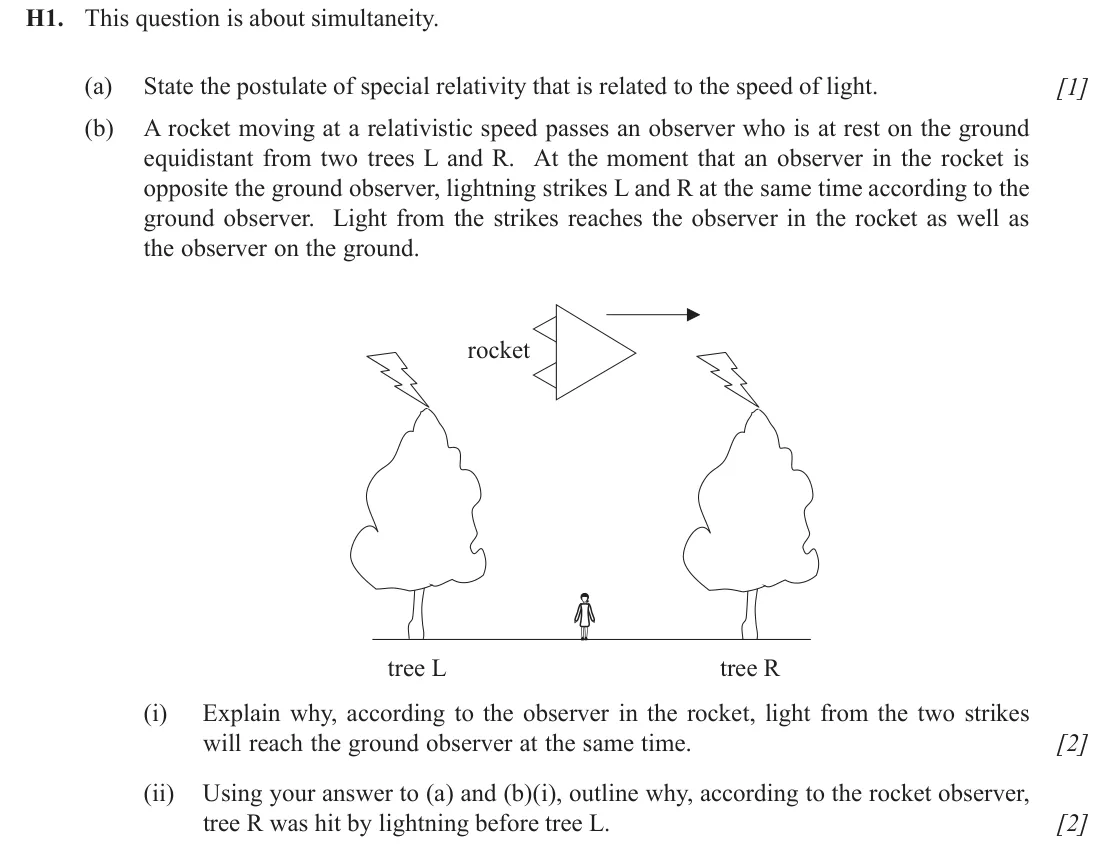 H1. This question is about simultaneity.
(a) State the postulate of special relativity that is related to the speed of light. [1]
(b) A rocket moving at a relativistic speed passes an observer who is at rest on the ground
equidistant from two trees L and R. At the moment that an observer in the rocket is
opposite the ground observer, lightning strikes L and R at the same time according to the
ground observer. Light from the strikes reaches the observer in the rocket as well as
the observer on the ground.
rocket
tree L tree R
(i) Explain why, according to the observer in the rocket, light from the two strikes
will reach the ground observer at the same time. [2]
(ii) Using your answer to (a) and (b)(i), outline why, according to the rocket observer,
tree R was hit by lightning before tree L. [2]